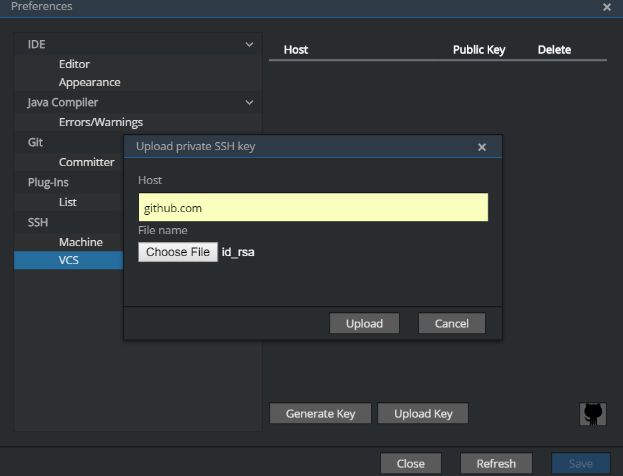 Preferences
IDE
Editor
Appearance
Java Compiler
Errors/Warnings
Git
Committer
Plug-Ins
List
SSH
Machine
VCS
Host Public Key Delete
Upload private SSH key
Host
github.com
File name
Choose File id_rsa
Upload Cancel
Generate Key Upload Key
Close Refresh Save